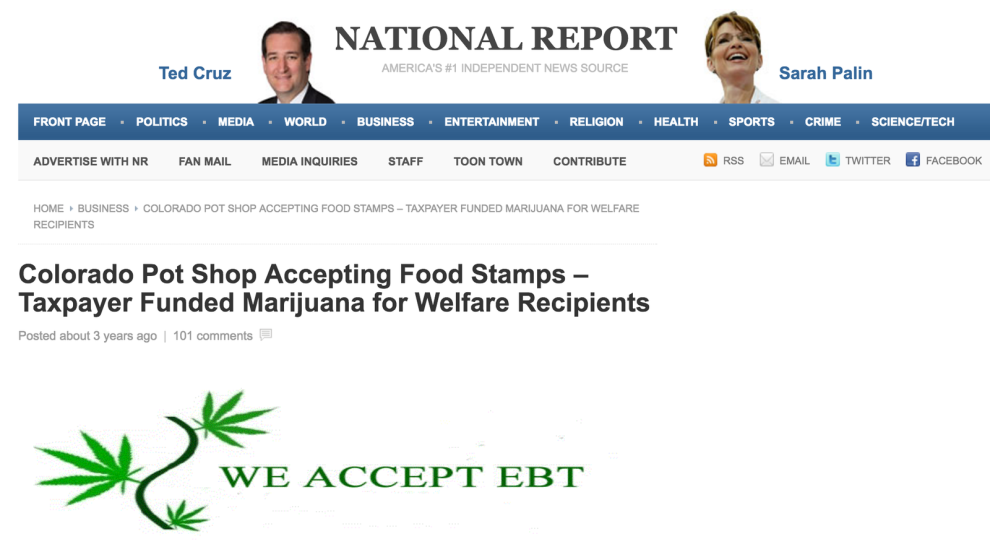 NATIONAL REPORT
AMERICA'S #1 INDEPENDENT NEWS SOURCE
Ted Cruz
Sarah Palin
FRONT PAGE POLITICS MEDIA WORLD BUSINESS ENTERTAINMENT RELIGION HEALTH SPORTS CRIME SCIENCE/TECH
ADVERTISE WITH NR FAN MAIL MEDIA INQUIRIES STAFF TOON TOWN CONTRIBUTE RSS EMAIL TWITTER FACEBOOK
HOME BUSINESS COLORADO POT SHOP ACCEPTING FOOD STAMPS – TAXPAYER FUNDED MARIJUANA FOR WELFARE
RECIPIENTS
Colorado Pot Shop Accepting Food Stamps –
Taxpayer Funded Marijuana for Welfare Recipients
Posted about 3 years ago | 101 comments
WE ACCEPT EBT